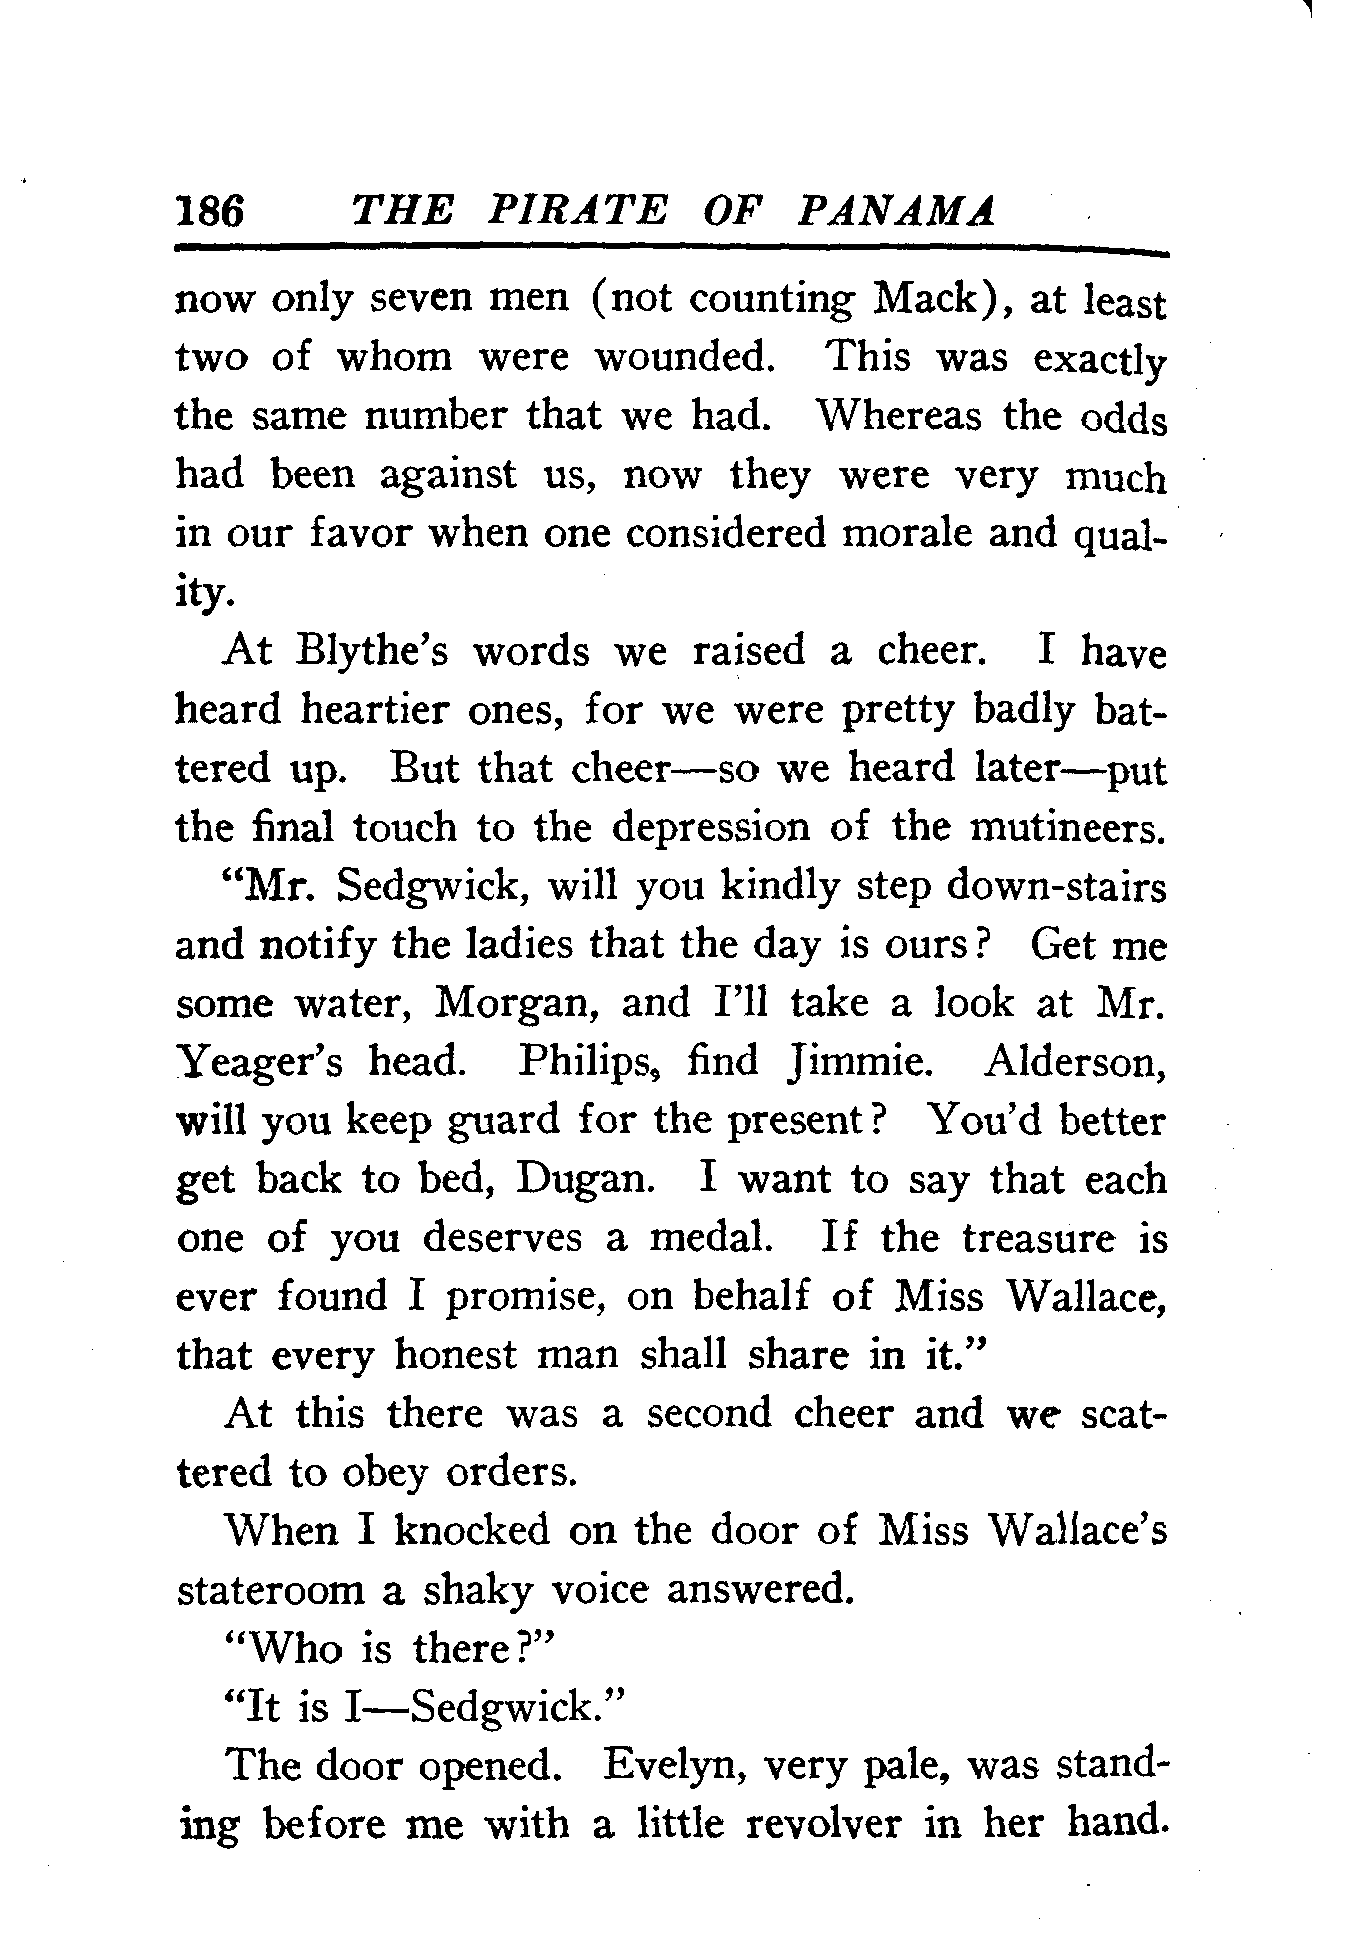 186 THE PIRATE OF PANAMA
now only seven men (not counting Mack), at least
two of whom were wounded. This was exactly
the same number that we had. Whereas the odds
had been against us, now they were very much
in our favor when one considered morale and qual-
ity.
At Blythe's words we raised a cheer. I have
heard heartier ones, for we were pretty badly bat-
tered up. But that cheer—so we heard later—put
the final touch to the depression of the mutineers.
“Mr. Sedgwick, will you kindly step down-stairs
and notify the ladies that the day is ours? Get me
some water, Morgan, and I'll take a look at Mr.
Yeager's head. Philips, find Jimmie. Alderson,
will you keep guard for the present? You'd better
get back to bed, Dugan. I want to say that each
one of you deserves a medal. If the treasure is
ever found I promise, on behalf of Miss Wallace,
that every honest man shall share in it.”
At this there was a second cheer and we scat-
tered to obey orders.
When I knocked on the door of Miss Wallace's
stateroom a shaky voice answered.
“Who is there?”
“It is I—Sedgwick.”
The door opened. Evelyn, very pale, was stand-
ing before me with a little revolver in her hand.